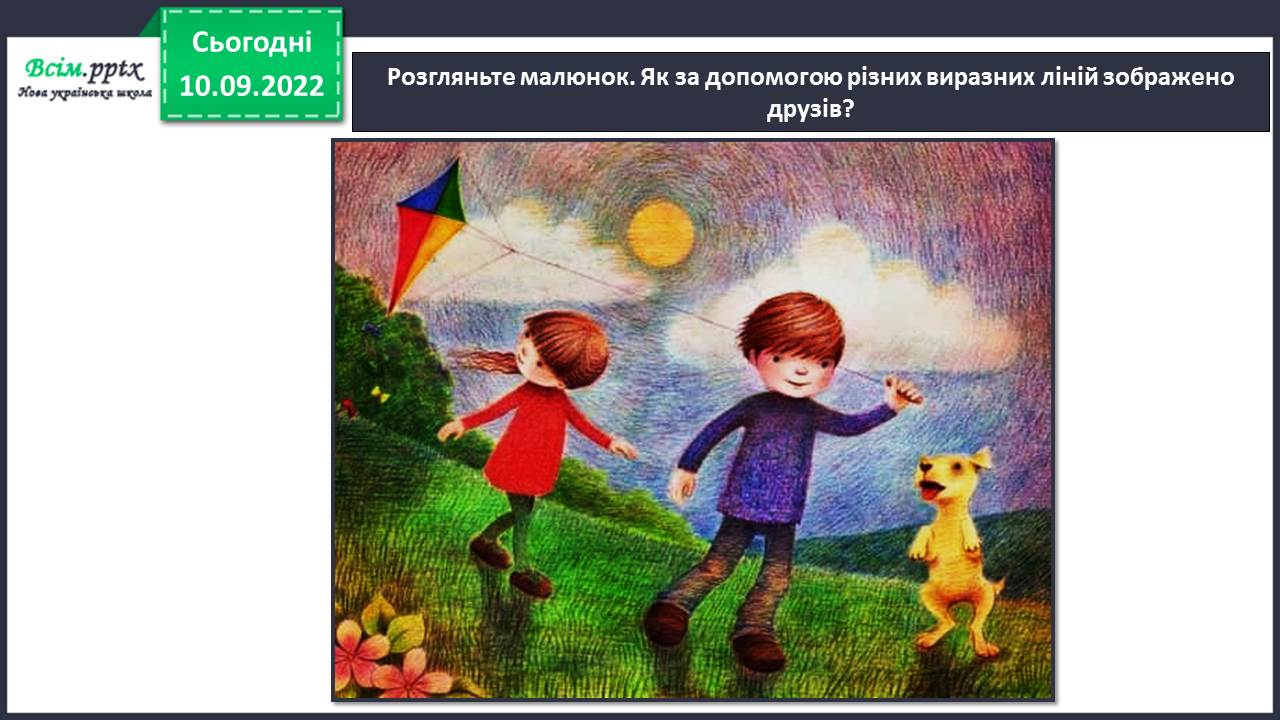 Сьогодні
10.09.2022
Всім.pptx
Нова українська школа
Розгляньте малюнок. Як за допомогою різних виразних ліній зображено
друзів?